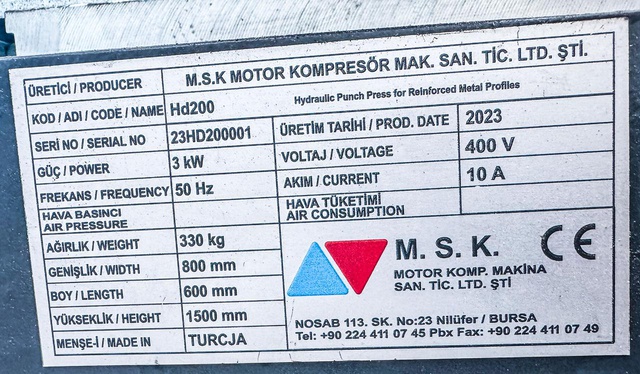 ÜRETİCİ / PRODUCER M.S.K MOTOR KOMPRESÖR MAK. SAN. TİC. LTD. ŞTİ.
KOD / ADI / CODE / NAME Hd200 Hydraulic Punch Press for Reinforced Metal Profiles
SERI NO / SERIAL NO 23HD200001 ÜRETİM TARİHİ / PROD. DATE 2023
GÜÇ / POWER 3 kW VOLTAJ / VOLTAGE 400 V
FREKANS / FREQUENCY 50 Hz AKIM / CURRENT 10 A
HAVA BASINCI
AIR PRESSURE
HAVA TÜKETİMİ
AIR CONSUMPTION
AĞIRLIK / WEIGHT 330 kg
GENİŞLİK / WIDTH 800 mm
BOY / LENGTH 600 mm
YÜKSEKLİK / HEIGHT 1500 mm
MENŞE-İ / MADE IN TURCJA
M. S. K. CE
MOTOR KOMP. MAKİNA
SAN. TİC. LTD. ŞTİ
NOSAB 113. SK. No:23 Nilüfer / BURSA
Tel: +90 224 411 07 45 Pbx Fax: +90 224 411 07 49